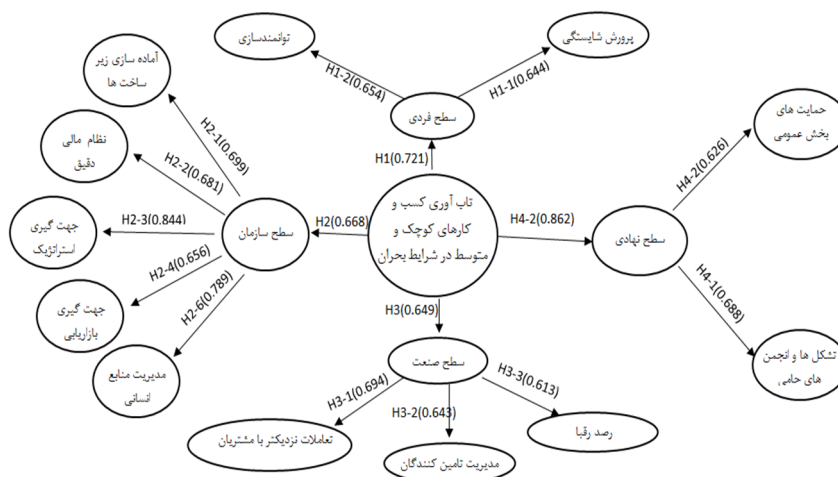 توانمندسازی
پرورش شایستگی
H1-2(0.654)
H1-1(0.644)
سطح فردی
H1(0.721)
آماده سازی زیر
ساخت ها
نظام مالی
دقیق
جهت گیری
استراتژیک
جهت گیری
بازاریابی
مدیریت منابع
انسانی
H2-1(0.699)
H2-2(0.681)
H2-3(0.844)
H2-4(0.656)
H2-6(0.789)
سطح سازمان
H2(0.668)
تاب آوری کسب و
کارهای کوچک و
متوسط در شرایط بحران
H4-2(0.862)
سطح نهادی
H4-2(0.626)
حمایت های
بخش عمومی
H4-1(0.688)
تشکل ها و انجمن
های حامی
H3(0.649)
سطح صنعت
H3-1(0.694)
H3-2(0.643)
H3-3(0.613)
تعاملات نزدیکتر با مشتریان
مدیریت تامین کنندگان
رصد رقبا